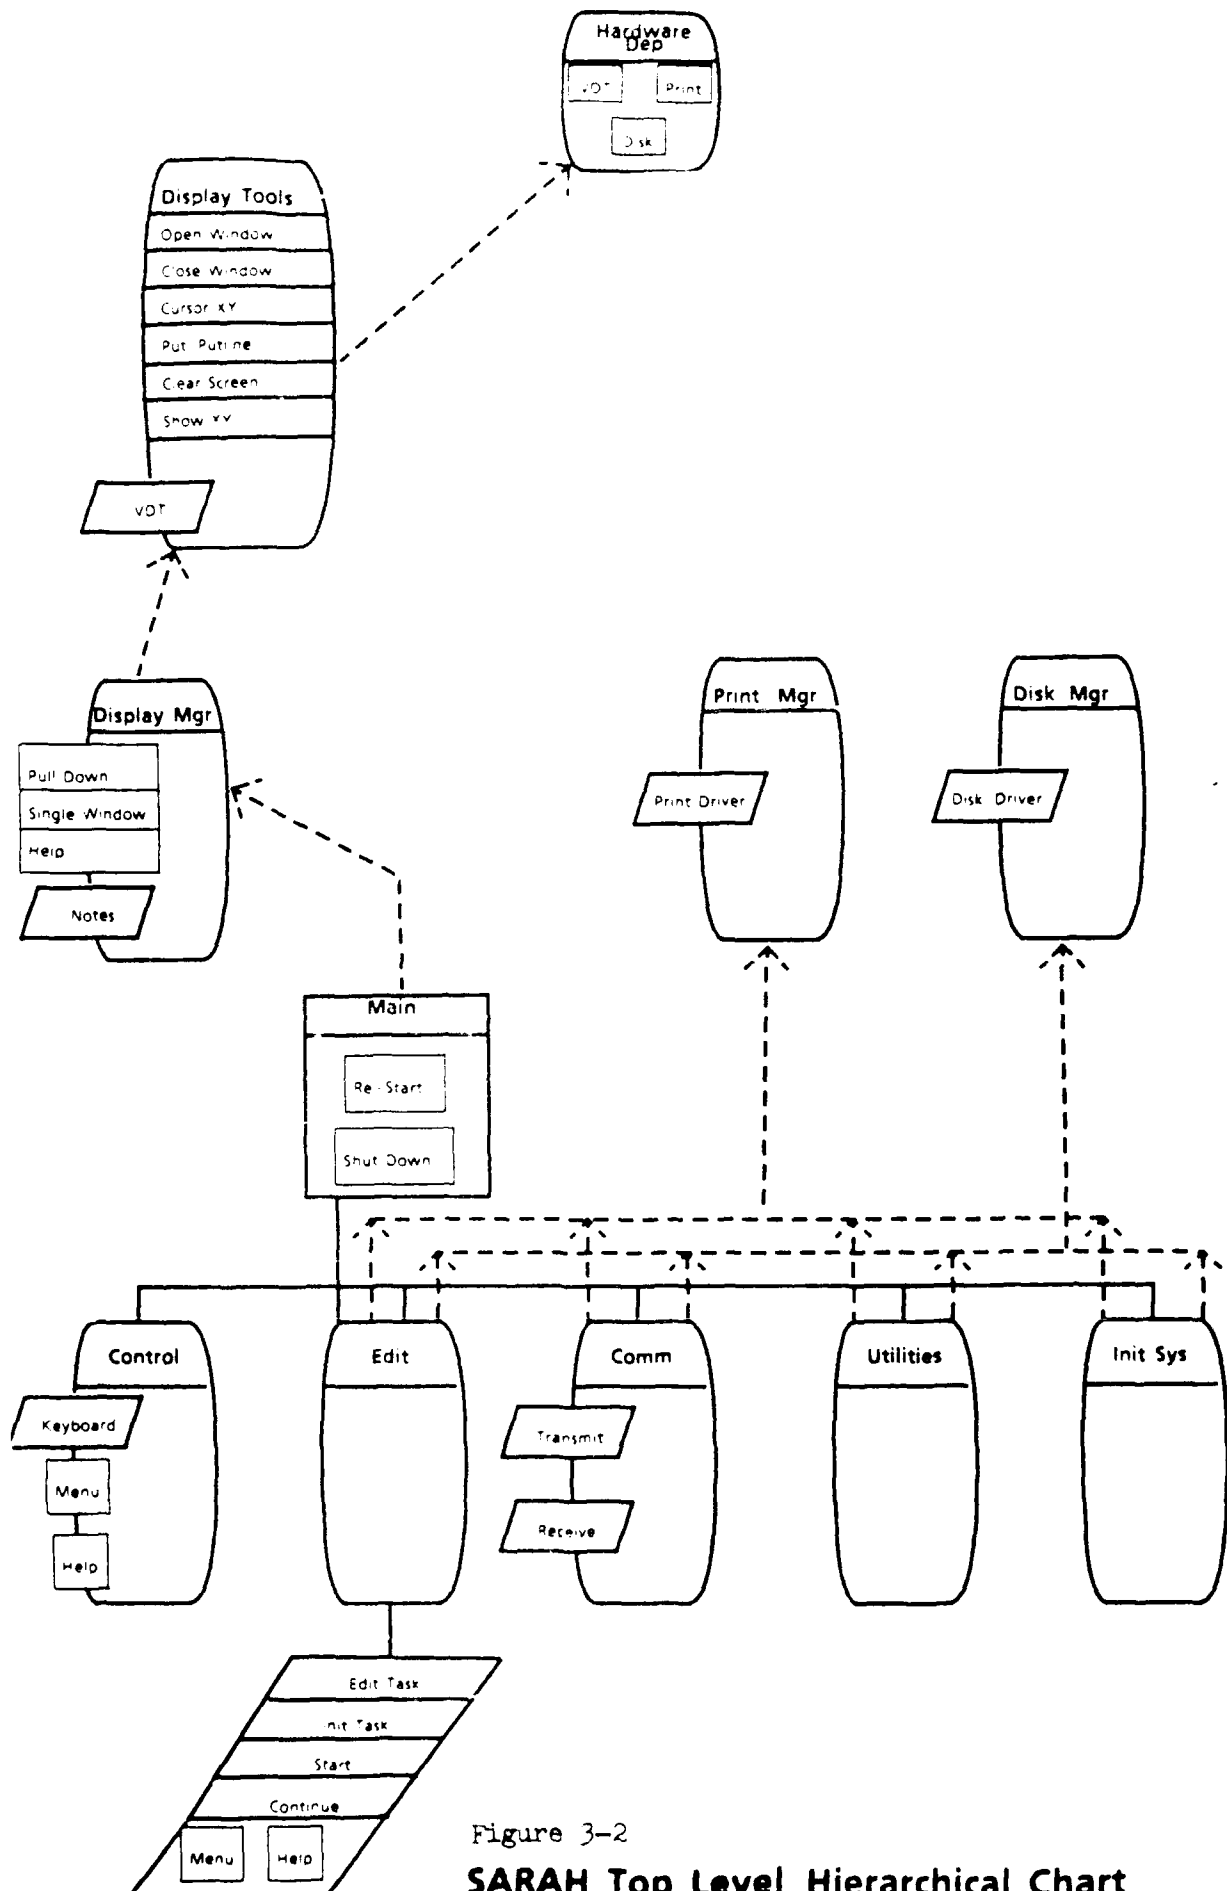 Hardware
Dep
VDT
Print
Disk
Display Tools
Open Window
Close Window
Cursor XY
Put Putline
Clear Screen
Show XY
VDT
Display Mgr
Pull Down
Single Window
Help
Notes
Print Mgr
Print Driver
Disk Mgr
Disk Driver
Main
Re-Start
Shut Down
Control
Keyboard
Menu
Help
Edit
Comm
Transmit
Receive
Utilities
Init Sys
Edit Task
Init Task
Start
Continue
Menu
Help
Figure 3-2
SARAH Top Level Hierarchical Chart